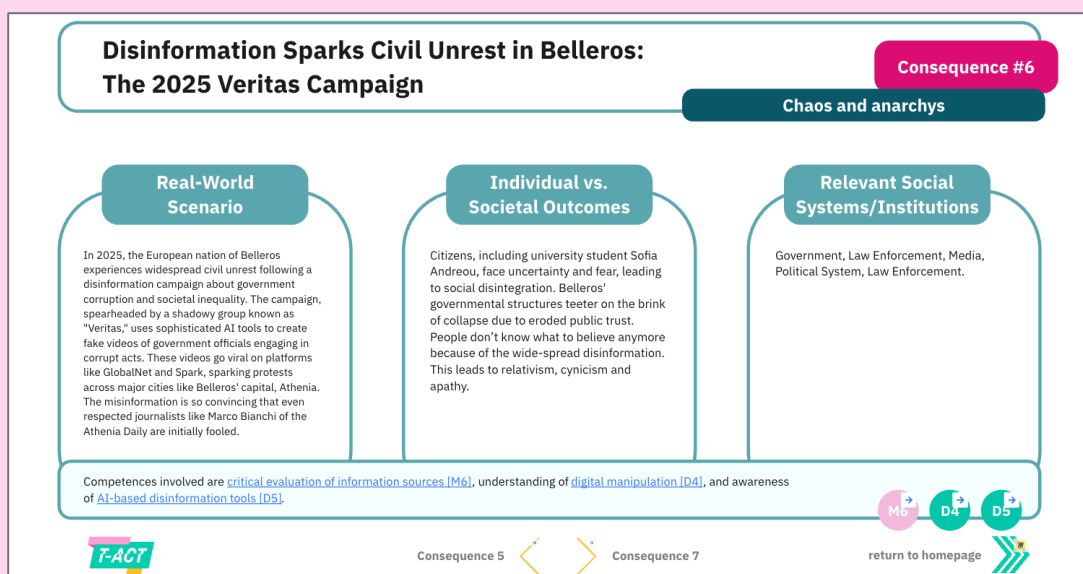 Disinformation Sparks Civil Unrest in Belleros:
The 2025 Veritas Campaign
Consequence #6
Chaos and anarchys
Real-World
Scenario
In 2025, the European nation of Belleros
experiences widespread civil unrest following a
disinformation campaign about government
corruption and societal inequality. The campaign,
spearheaded by a shadowy group known as
"Veritas," uses sophisticated AI tools to create
fake videos of government officials engaging in
corrupt acts. These videos go viral on platforms
like GlobalNet and Spark, sparking protests
across major cities like Belleros' capital, Athenia.
The misinformation is so convincing that even
respected journalists like Marco Bianchi of the
Athenia Daily are initially fooled.
Individual vs.
Societal Outcomes
Citizens, including university student Sofia
Andreou, face uncertainty and fear, leading
to social disintegration. Belleros'
governmental structures teeter on the brink
of collapse due to eroded public trust.
People don’t know what to believe anymore
because of the wide-spread disinformation.
This leads to relativism, cynicism and
apathy.
Relevant Social
Systems/Institutions
Government, Law Enforcement, Media,
Political System, Law Enforcement.
Competences involved are critical evaluation of information sources [M6], understanding of digital manipulation [D4], and awareness
of AI-based disinformation tools [D5].
M6
D4
D5
T-ACT
Consequence 5
Consequence 7
return to homepage